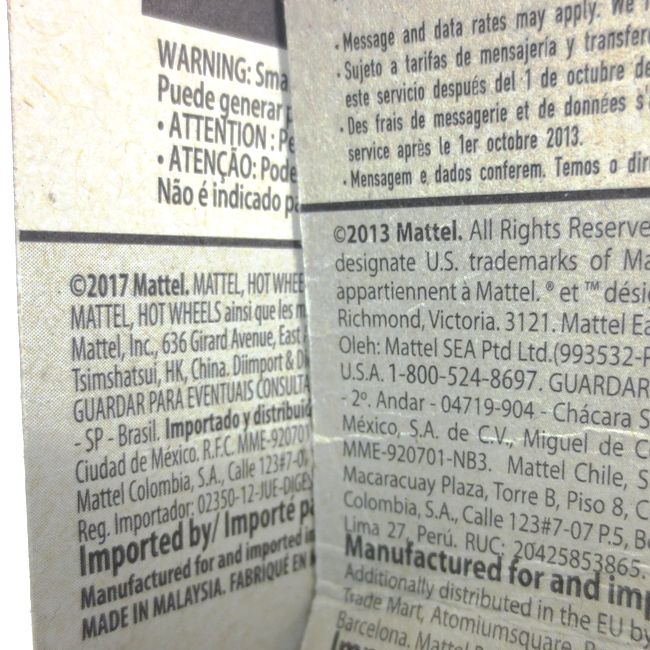 WARNING: Sma
Puede generar
• ATTENTION : Pe
• ATENÇÃO: Pode
Não é indicado pa
©2017 Mattel. MATTEL, HOT WHEE
MATTEL, HOT WHEELS ainsi que les m
Mattel, Inc., 636 Girard Avenue, East
Tsimshatsui, HK, China. Diimport & D
GUARDAR PARA EVENTUAIS CONSULTA
- SP - Brasil. Importado y distribuid
Ciudad de México. R.F.C. MME-920701
Mattel Colombia, S.A., Calle 123#7-0
Reg. Importador: 02350-12-JUE-DIGES
Imported by/ Importé pa
Manufactured for and imported in
MADE IN MALAYSIA. FABRIQUÉ EN
• Message and data rates may apply. We
• Sujeto a tarifas de mensajería y transfer
este servicio después del 1 de octubre de
• Des frais de messagerie et de données s'a
service après le 1er octobre 2013.
• Mensagem e dados conferem. Temos o dir
©2013 Mattel. All Rights Reserve
designate U.S. trademarks of Ma
appartiennent à Mattel. ® et ™ dési
Richmond, Victoria. 3121. Mattel Ea
Oleh: Mattel SEA Ptd Ltd.(993532-P
U.S.A. 1-800-524-8697. GUARDAR
- 2º. Andar - 04719-904 - Chácara S
México, S.A. de C.V., Miguel de C
MME-920701-NB3. Mattel Chile, S
Macaracuay Plaza, Torre B, Piso 8, C
Colombia, S.A., Calle 123#7-07 P.5, B
Lima 27, Perú. RUC: 20425853865.
Manufactured for and imp
Additionally distributed in the EU by
Trade Mart, Atomiumsquare,
Barcelona. Mattel